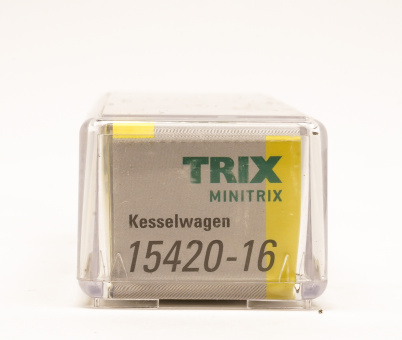 TRIX
MINITRIX
Kesselwagen
15420-16